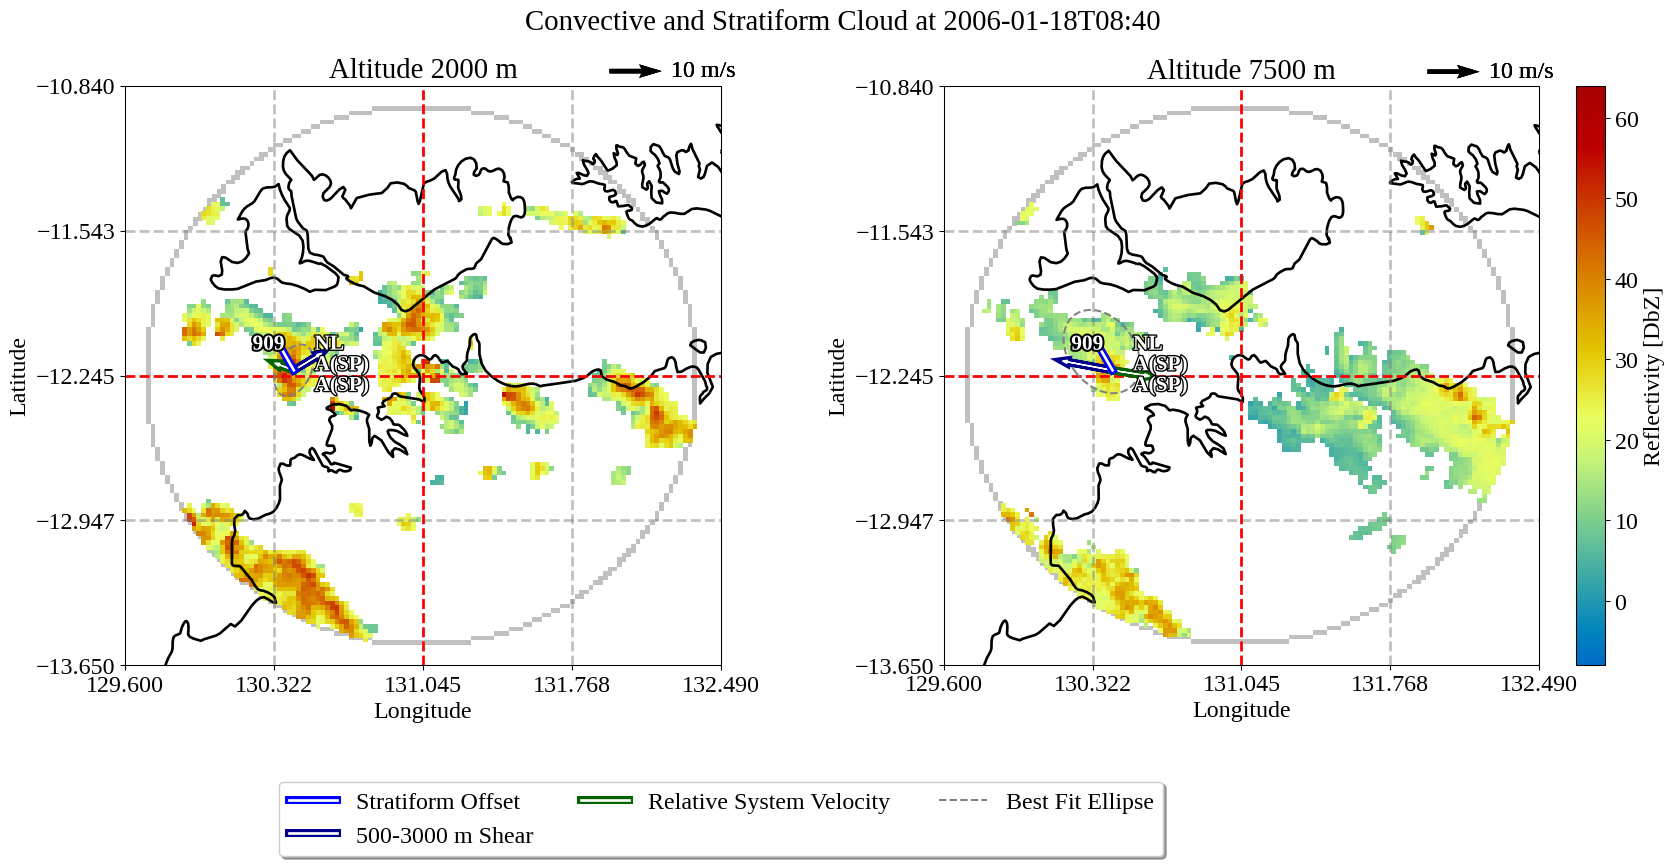 Convective and Stratiform Cloud at 2006-01-18T08:40
Altitude 2000 m
10 m/s
−10.840
−11.543
−12.245
−12.947
−13.650
129.600
130.322
131.045
131.768
132.490
Latitude
Longitude
909
NL
A(SP)
A(SP)
Altitude 7500 m
10 m/s
−10.840
−11.543
−12.245
−12.947
−13.650
129.600
130.322
131.045
131.768
132.490
Latitude
Longitude
909
NL
A(SP)
A(SP)
60
50
40
30
20
10
0
Reflectivity [DbZ]
Stratiform Offset
Relative System Velocity
Best Fit Ellipse
500-3000 m Shear